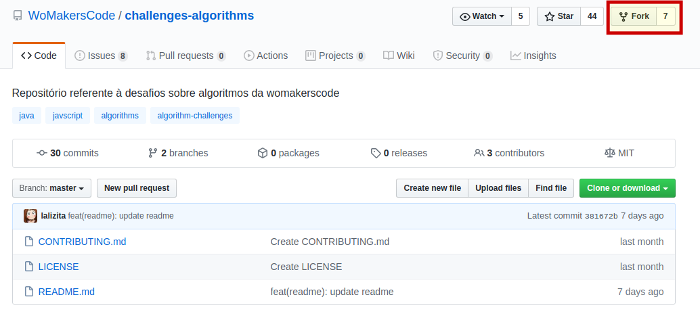 WoMakersCode / challenges-algorithms
Watch 5 Star 44 Fork 7
Code Issues 8 Pull requests 0 Actions Projects 0 Wiki Security 0 Insights
Repositório referente à desafios sobre algoritmos da womakerscode
java javscript algorithms algorithm-challenges
30 commits 2 branches 0 packages 0 releases 3 contributors MIT
Branch: master New pull request Create new file Upload files Find file Clone or download
lalizita feat(readme): update readme Latest commit 381672b 7 days ago
CONTRIBUTING.md Create CONTRIBUTING.md last month
LICENSE Create LICENSE last month
README.md feat(readme): update readme 7 days ago